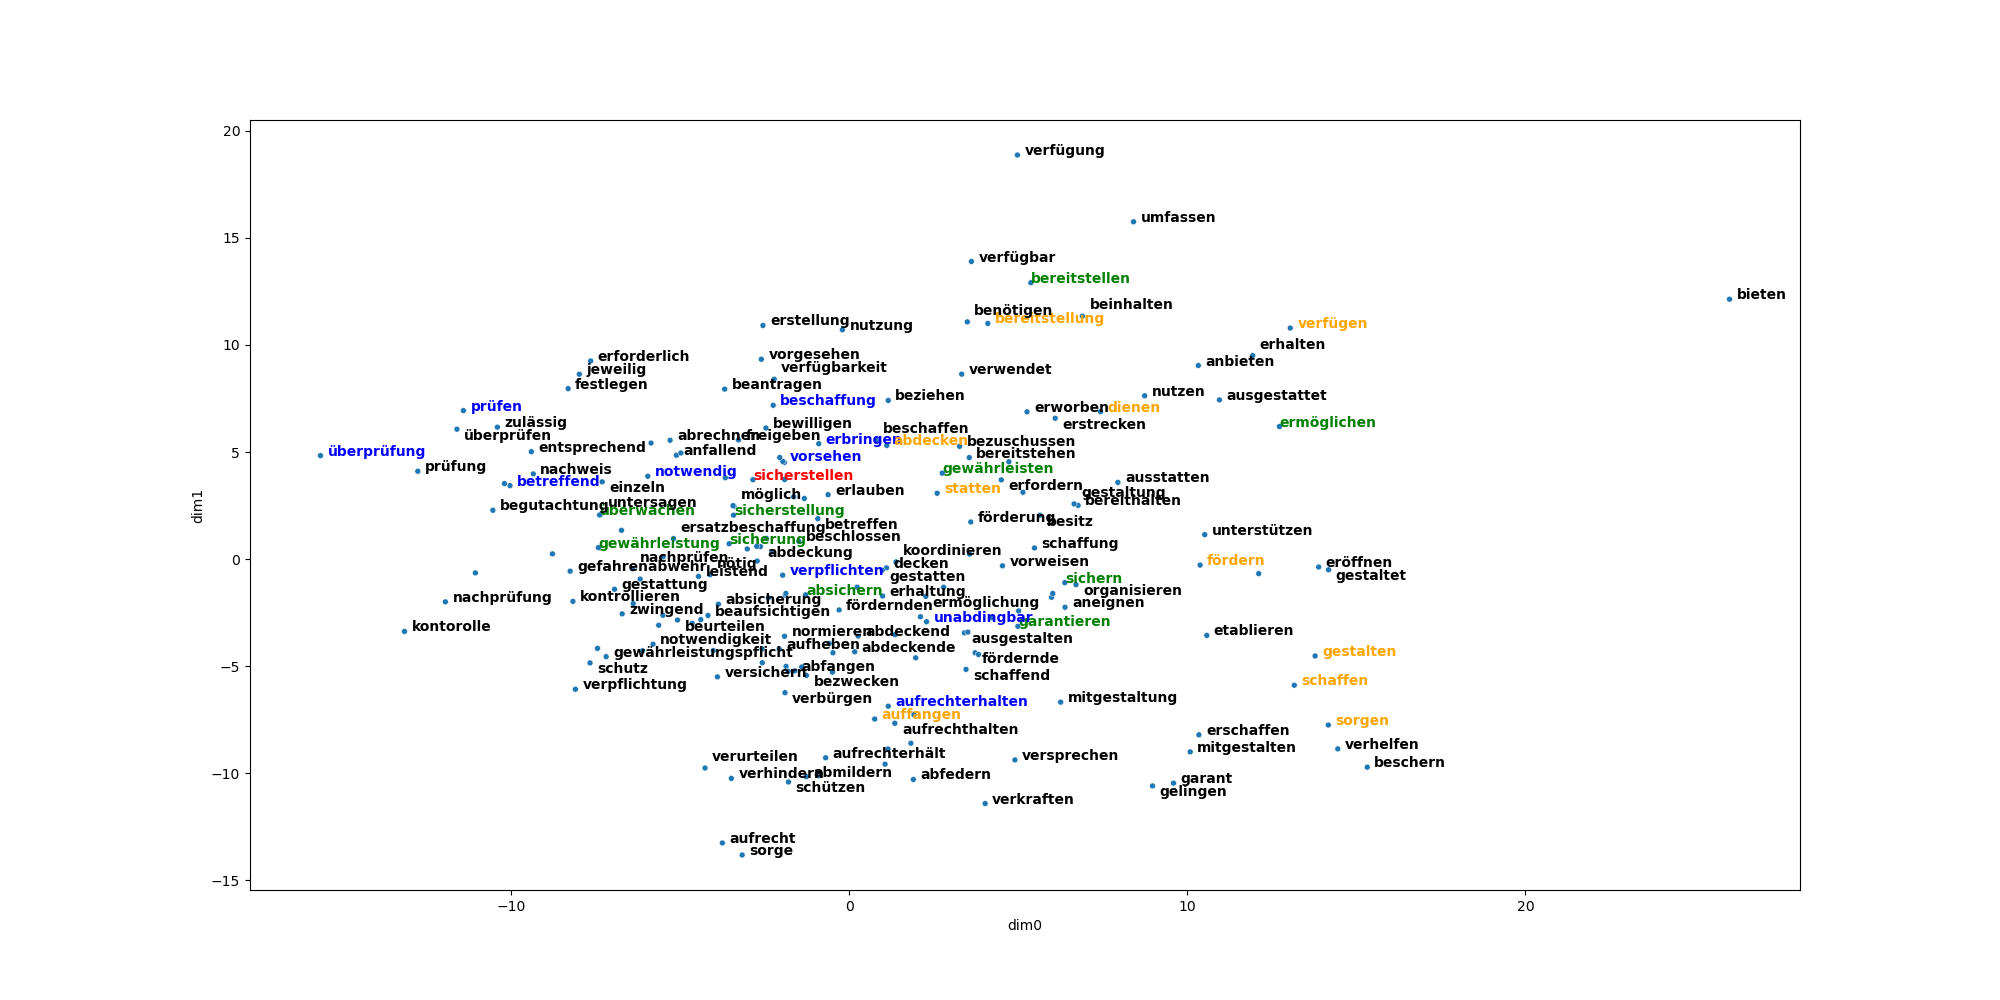 20
verfügung
umfassen
15
verfügbar
bereitstellen
bieten
beinhalten
benötigen
bereitstellung
erstellung
nutzung
verfügen
10
erhalten
erforderlich
vorgesehen
anbieten
verfügbarkeit
jeweilig
verwendet
festlegen
beantragen
nutzen
beziehen
ausgestattet
beschaffung
prüfen
erworben
dienen
zulässig
bewilligen
erstrecken
ermöglichen
beschaffen
überprüfen
abrechnen
freigeben
erbringen
abdecken
bezuschussen
entsprechend
anfallend
bereitstehen
5
überprüfung
vorsehen
prüfung
nachweis
notwendig
gewährleisten
sicherstellen
ausstatten
betreffend
einzeln
möglich
erlauben
statten
erfordern
gestaltung
dim1
begutachtung
untersagen
bereithalten
überwachen
sicherstellung
ersatzbeschaffung
betreffen
förderung
besitz
unterstützen
gewährleistung
sicherung
beschlossen
schaffung
0
nachprüfen
abdeckung
koordinieren
gefahrenabwehr
nötig
decken
vorweisen
fördern
eröffnen
leistend
verpflichten
gestatten
sichern
gestaltet
gestattung
absichern
erhaltung
organisieren
nachprüfung
kontrollieren
absicherung
fördernden
ermöglichung
aneignen
zwingend
beaufsichtigen
unabdingbar
garantieren
kontorolle
beurteilen
normieren
abdeckend
etablieren
notwendigkeit
aufheben
abdeckende
ausgestalten
gewährleistungspflicht
fördernde
gestalten
−5
schutz
versichern
abfangen
schaffend
verpflichtung
bezwecken
schaffen
verbürgen
aufrechterhalten
mitgestaltung
auffangen
sorgen
aufrechthalten
erschaffen
verurteilen
aufrechterhält
versprechen
mitgestalten
verhelfen
−10
verhindern
abmildern
abfedern
beschern
schützen
garant
gelingen
verkraften
aufrecht
sorge
−15
−10
0
10
20
dim0